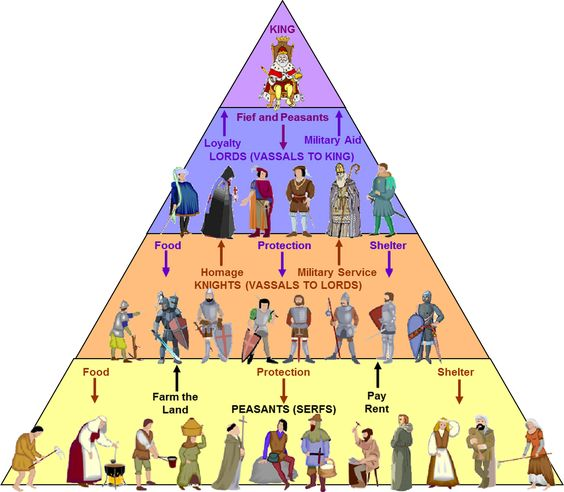 KING
Fief and Peasants
Loyalty
Military Aid
LORDS (VASSALS TO KING)
Food
Protection
Shelter
Homage
Military Service
KNIGHTS (VASSALS TO LORDS)
Food
Protection
Shelter
Farm the
Land
Pay
Rent
PEASANTS (SERFS)